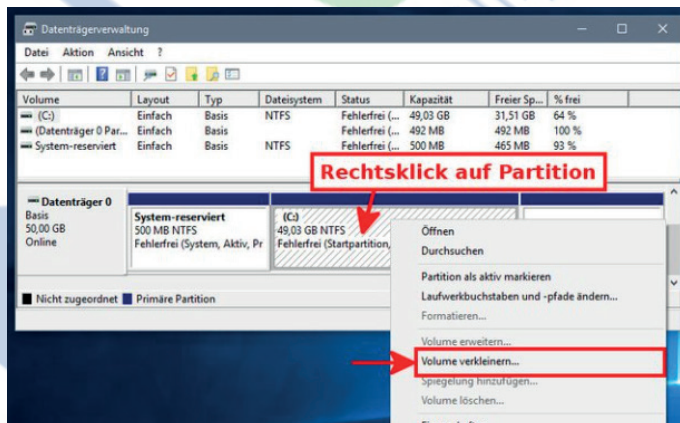 Datenträgerverwaltung
Datei Aktion Ansicht ?
Volume Layout Typ Dateisystem Status Kapazität Freier Sp... % frei
(C:) Einfach Basis NTFS Fehlerfrei (... 49,03 GB 31,51 GB 64 %
(Datenträger 0 Par... Einfach Basis Fehlerfrei (... 492 MB 492 MB 100 %
System-reserviert Einfach Basis NTFS Fehlerfrei (... 500 MB 465 MB 93 %
Rechtsklick auf Partition
Datenträger 0
Basis
50,00 GB
Online
System-reserviert
500 MB NTFS
Fehlerfrei (System, Aktiv, Pr
(C:)
49,03 GB NTFS
Fehlerfrei (Startpartition,
Öffnen
Durchsuchen
Partition als aktiv markieren
Laufwerkbuchstaben und -pfade ändern...
Formatieren...
Volume erweitern...
Volume verkleinern...
Spiegelung hinzufügen...
Volume löschen...
Nicht zugeordnet Primäre Partition